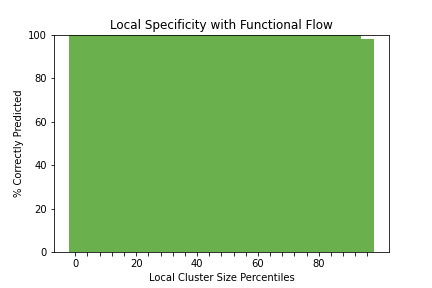 Local Specificity with Functional Flow
100
80
60
40
20
0
% Correctly Predicted
0 20 40 60 80
Local Cluster Size Percentiles